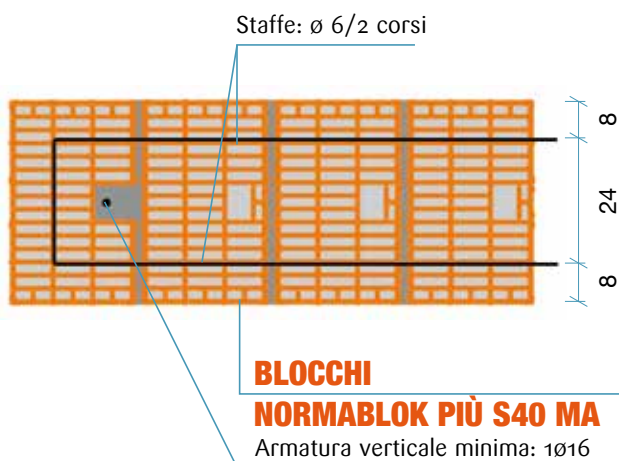 Staffe: ø 6/2 corsi
8
24
8
BLOCCHI
NORMABLOK PIÙ S40 MA
Armatura verticale minima: 1ø16